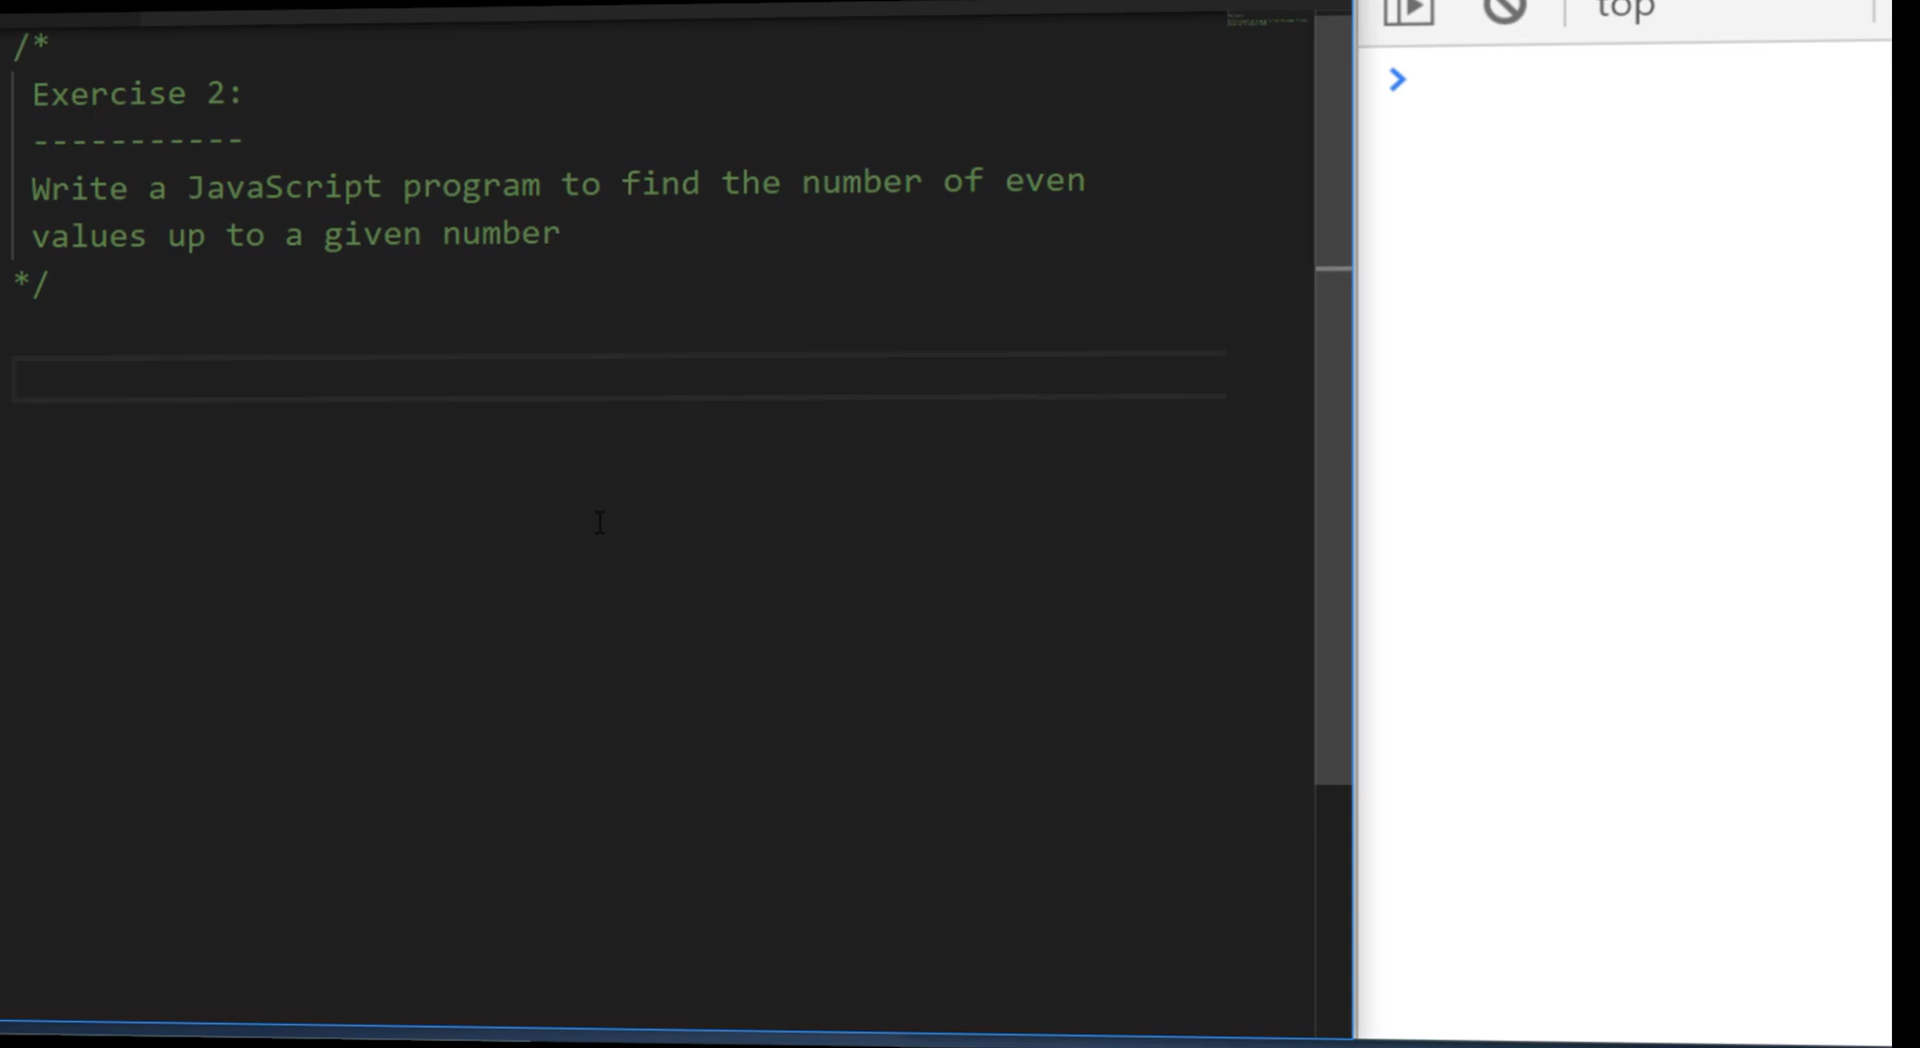 top
/*
Exercise 2:
-----------
Write a JavaScript program to find the number of even
values up to a given number
*/
>